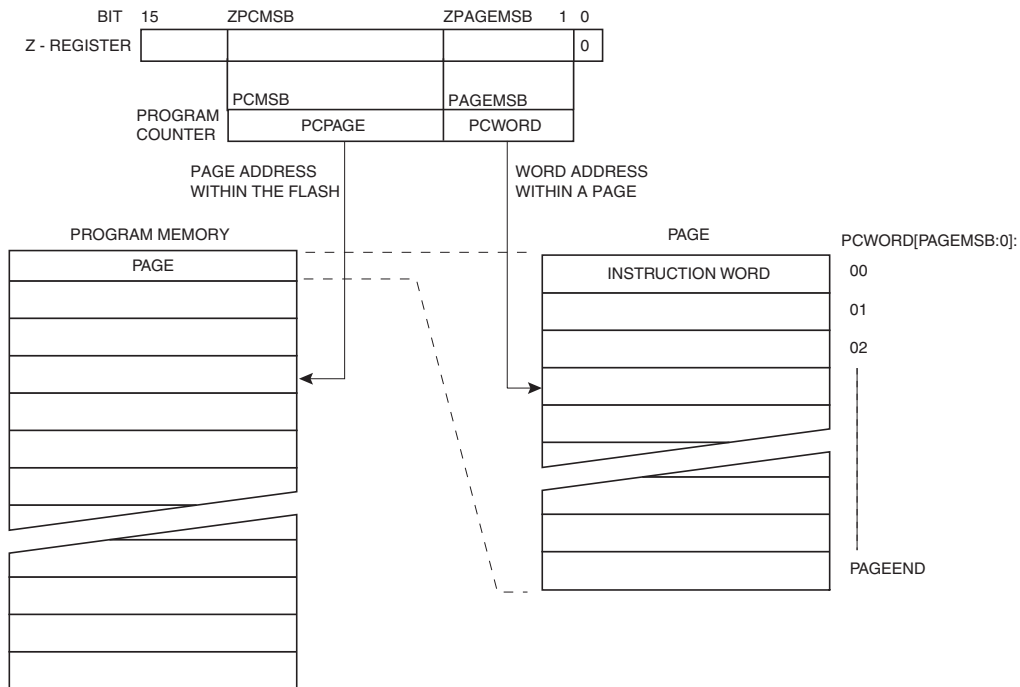 BIT 15 ZPCMSB ZPAGEMSB 1 0
Z - REGISTER 0
PCMSB PAGEMSB
PROGRAM
COUNTER
PCPAGE PCWORD
PAGE ADDRESS
WITHIN THE FLASH
WORD ADDRESS
WITHIN A PAGE
PROGRAM MEMORY
PAGE
PAGE
INSTRUCTION WORD
PCWORD[PAGEMSB:0]:
00
01
02
PAGEEND